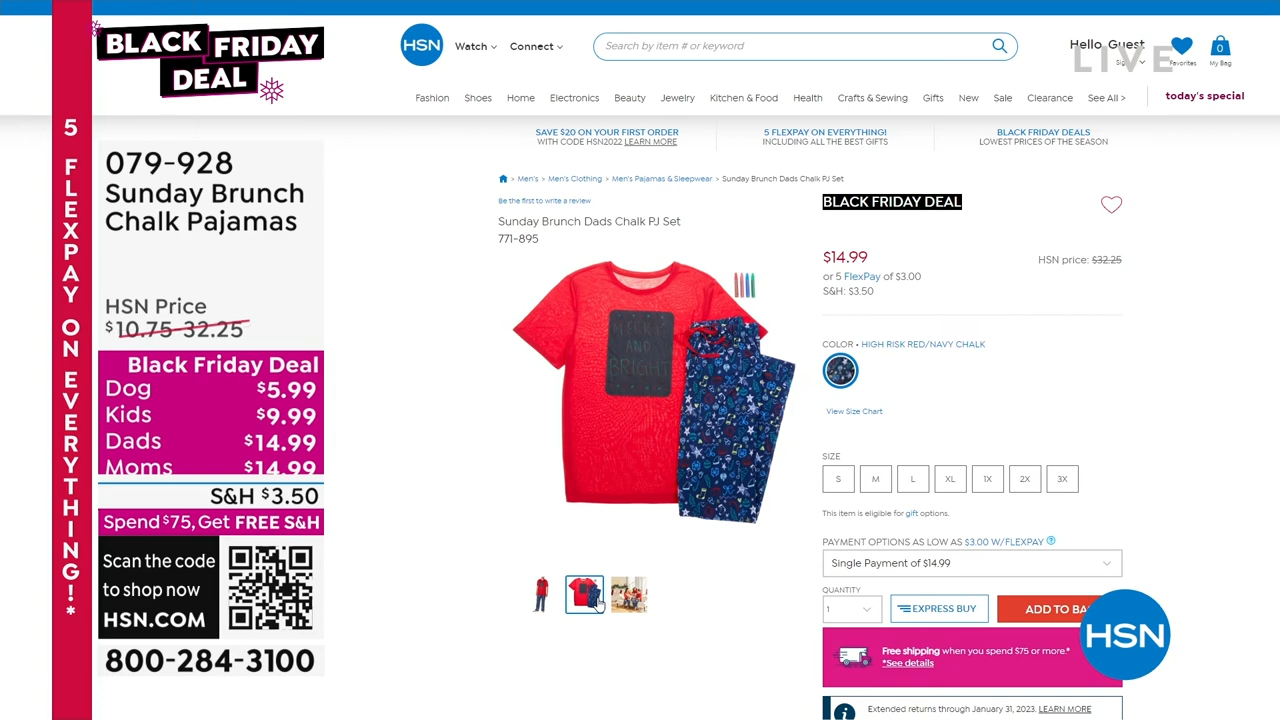 BLACK FRIDAY
DEAL
5 FLEXPAY ON EVERYTHING!*
079-928
Sunday Brunch
Chalk Pajamas
HSN Price
$10.75-32.25
Black Friday Deal
Dog $5.99
Kids $9.99
Dads $14.99
Moms $14.99
S&H $3.50
Spend $75, Get FREE S&H
Scan the code
to shop now
HSN.COM
800-284-3100
HSN
Watch
Connect
Search by item # or keyword
Hello, Guest
LIVE
Favorites
0
My Bag
Fashion Shoes Home Electronics Beauty Jewelry Kitchen & Food Health Crafts & Sewing Gifts New Sale Clearance See All > today's special
SAVE $20 ON YOUR FIRST ORDER
WITH CODE HSN2022 LEARN MORE
5 FLEXPAY ON EVERYTHING!
INCLUDING ALL THE BEST GIFTS
BLACK FRIDAY DEALS
LOWEST PRICES OF THE SEASON
> Men's > Men's Clothing > Men's Pajamas & Sleepwear > Sunday Brunch Dads Chalk PJ Set
Be the first to write a review
Sunday Brunch Dads Chalk PJ Set
771-895
MERRY
AND
BRIGHT
BLACK FRIDAY DEAL
$14.99
HSN price: $32.25
or 5 FlexPay of $3.00
S&H: $3.50
COLOR • HIGH RISK RED/NAVY CHALK
View Size Chart
SIZE
S M L XL 1X 2X 3X
This item is eligible for gift options.
PAYMENT OPTIONS AS LOW AS $3.00 W/FLEXPAY ?
Single Payment of $14.99
QUANTITY
1
EXPRESS BUY
ADD TO BA
HSN
Free shipping when you spend $75 or more.*
*See details
Extended returns through January 31, 2023. LEARN MORE